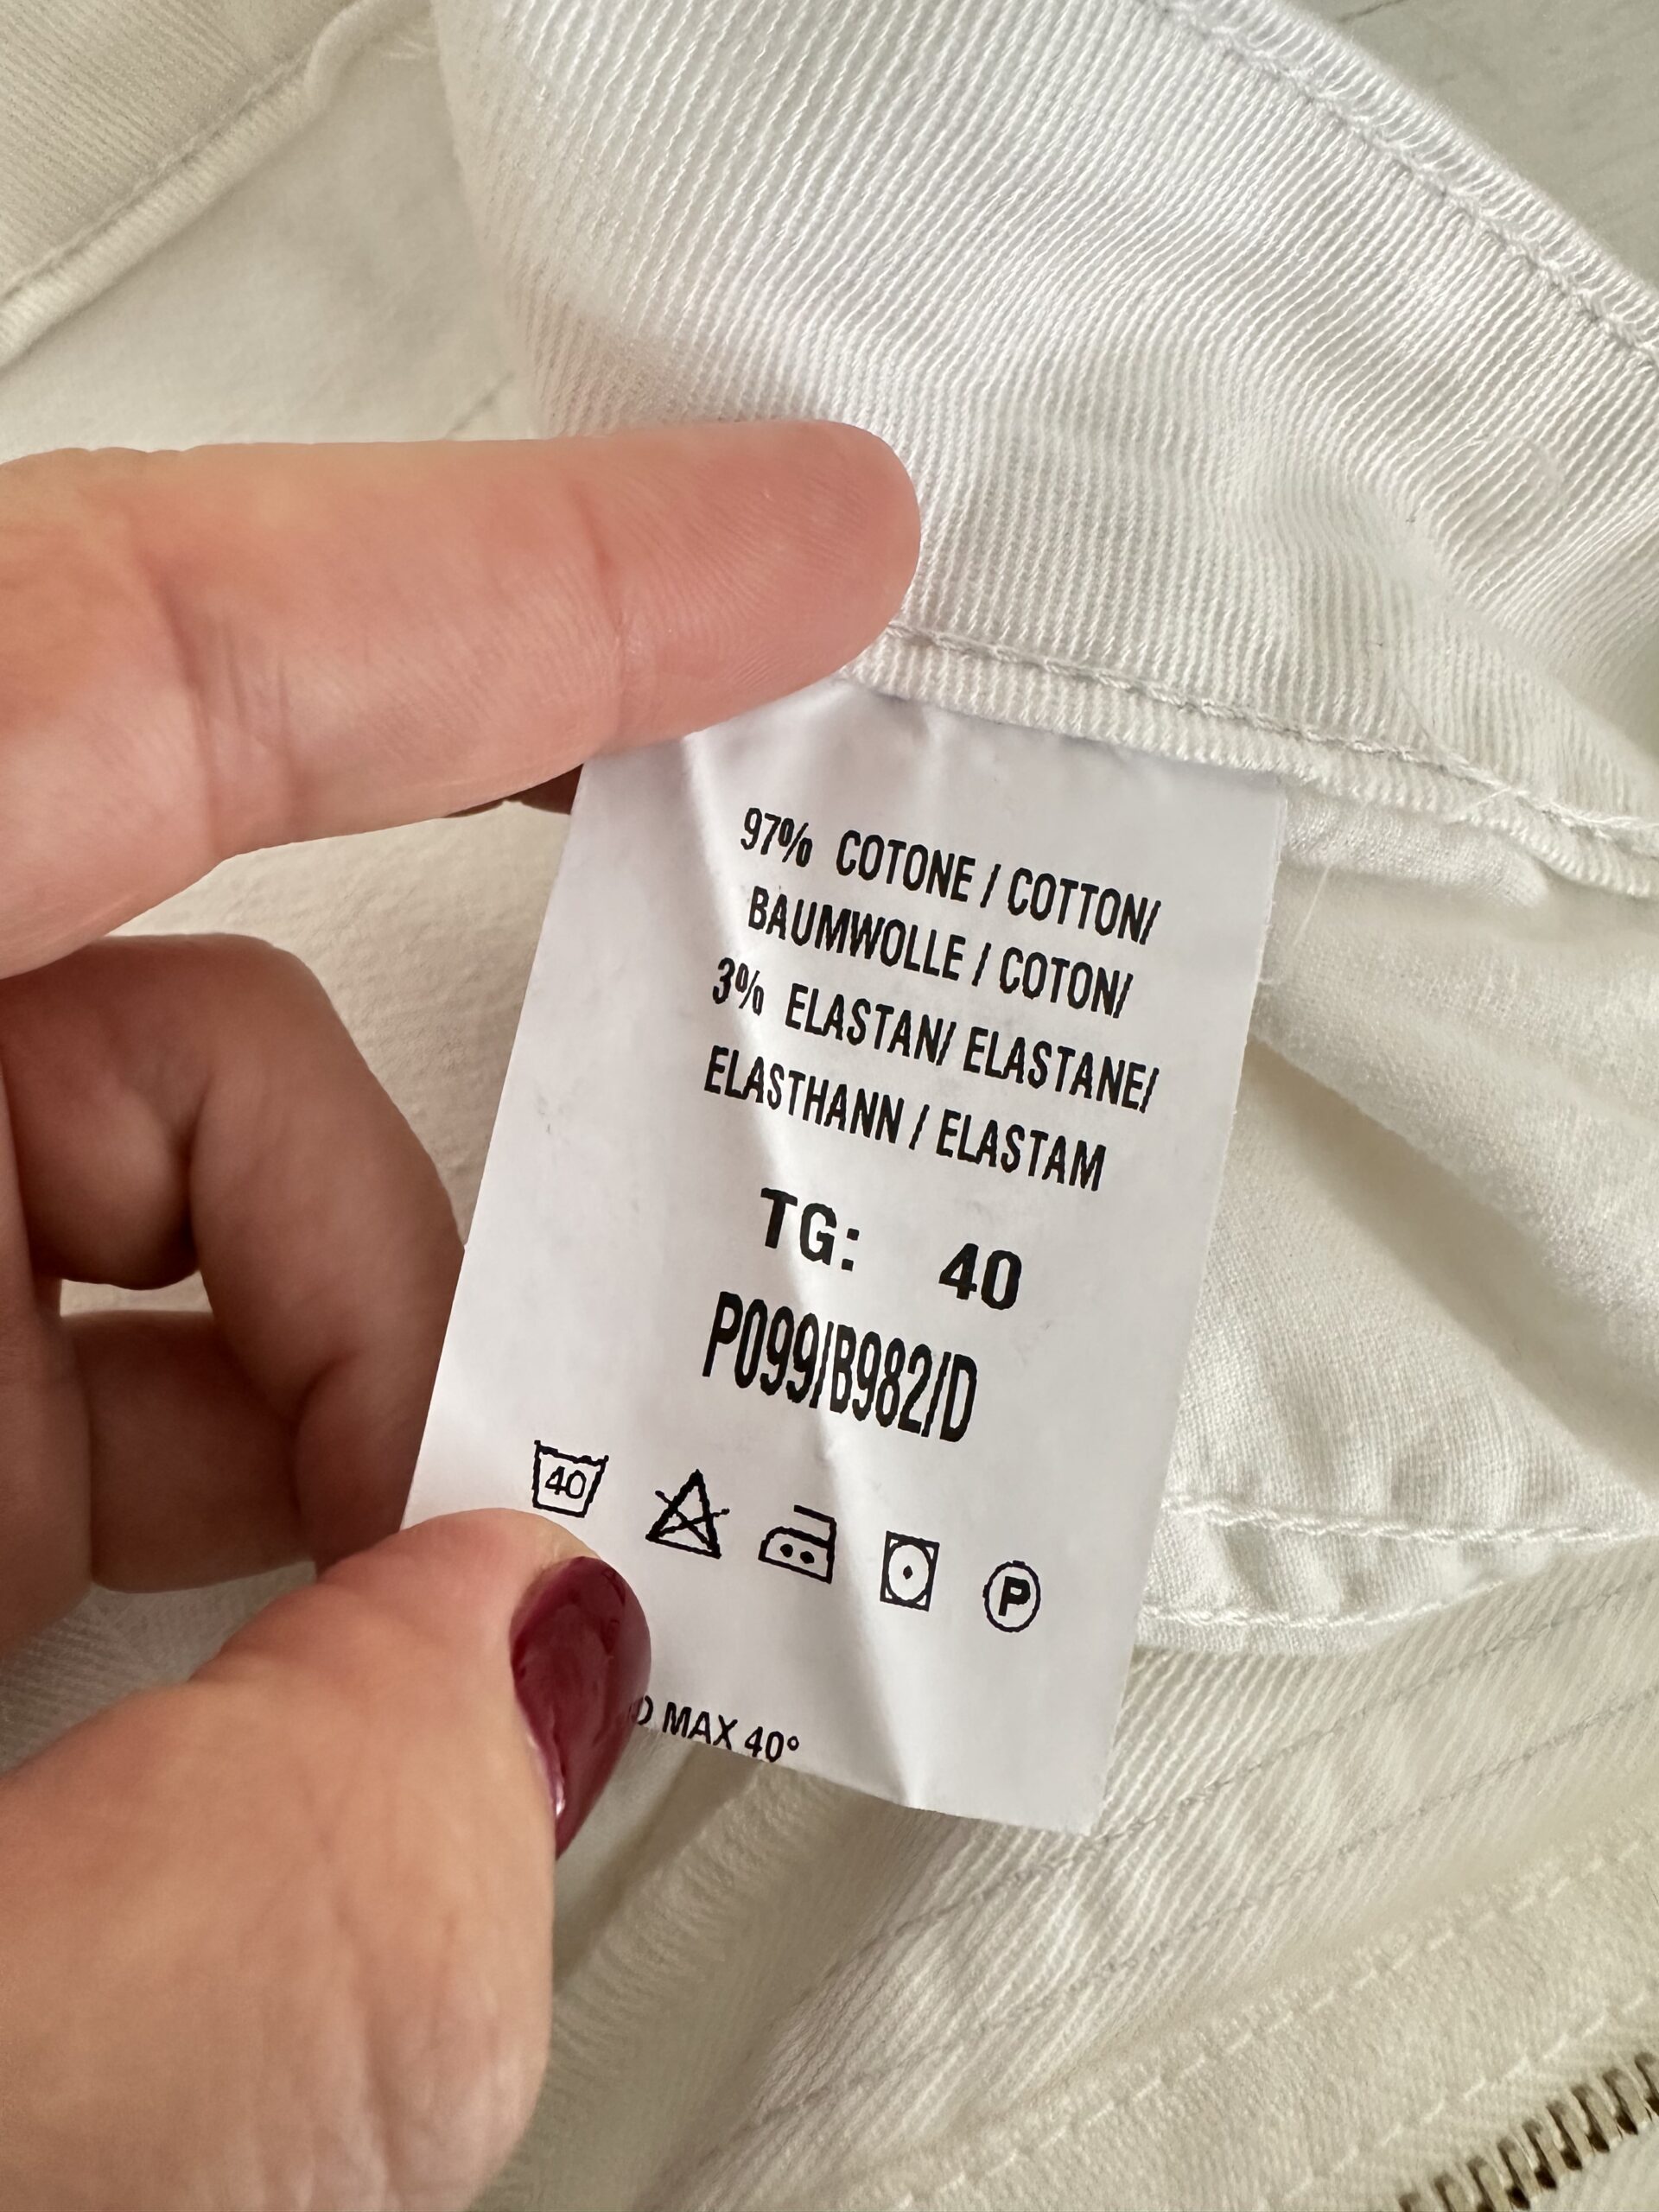 97% COTONE / COTTON/
BAUMWOLLE / COTON/
3% ELASTAN/ ELASTANE/
ELASTHANN / ELASTAM
TG: 40
P099/B982/D
40
P
MAX 40°